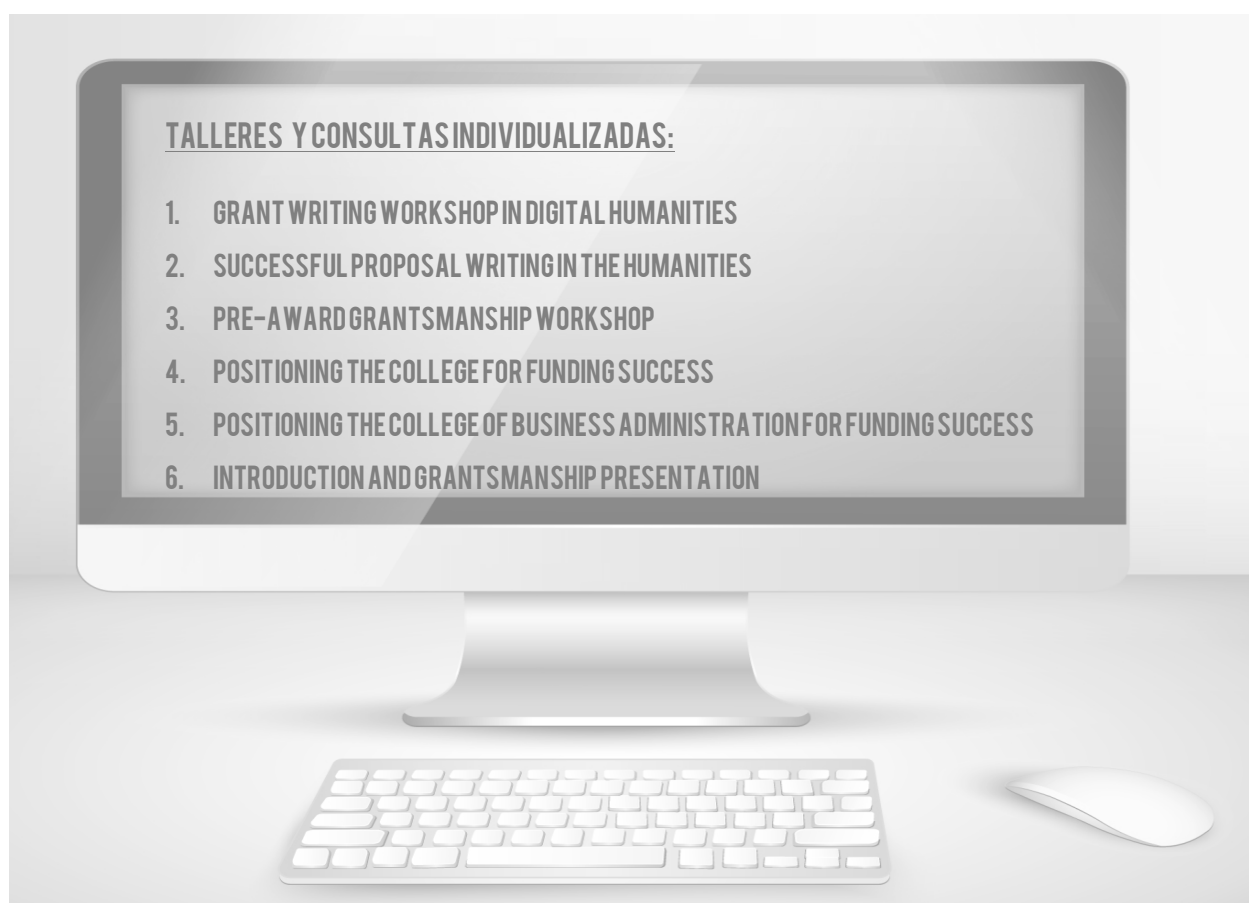 TALLERES Y CONSULTAS INDIVIDUALIZADAS:
1. GRANT WRITING WORKSHOP IN DIGITAL HUMANITIES
2. SUCCESSFUL PROPOSAL WRITING IN THE HUMANITIES
3. PRE-AWARD GRANTSMANSHIP WORKSHOP
4. POSITIONING THE COLLEGE FOR FUNDING SUCCESS
5. POSITIONING THE COLLEGE OF BUSINESS ADMINISTRATION FOR FUNDING SUCCESS
6. INTRODUCTION AND GRANTSMANSHIP PRESENTATION